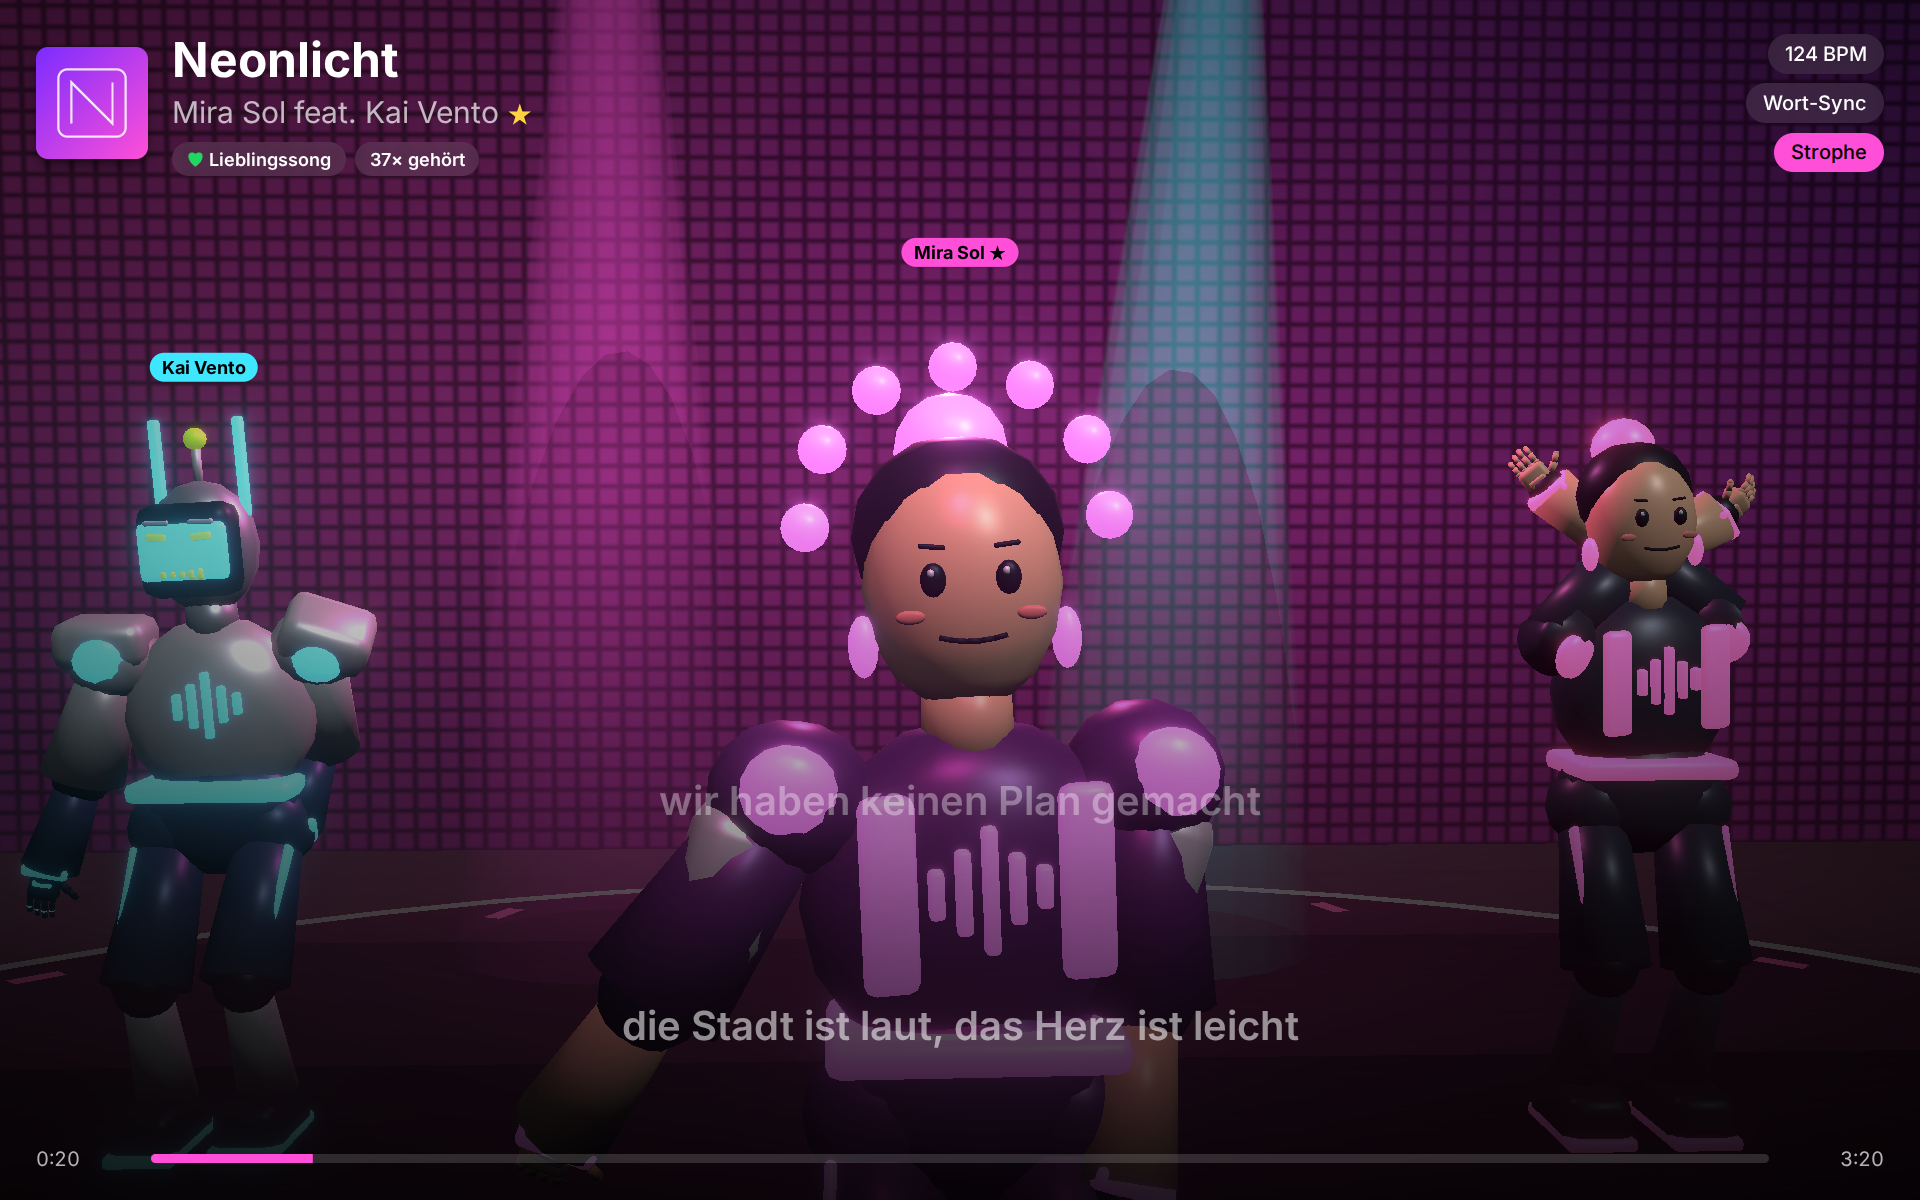 N
Neonlicht
Mira Sol feat. Kai Vento ★
Lieblingssong
37× gehört
124 BPM
Wort-Sync
Strophe
Mira Sol ★
Kai Vento
wir haben keinen Plan gemacht
die Stadt ist laut, das Herz ist leicht
0:20
3:20